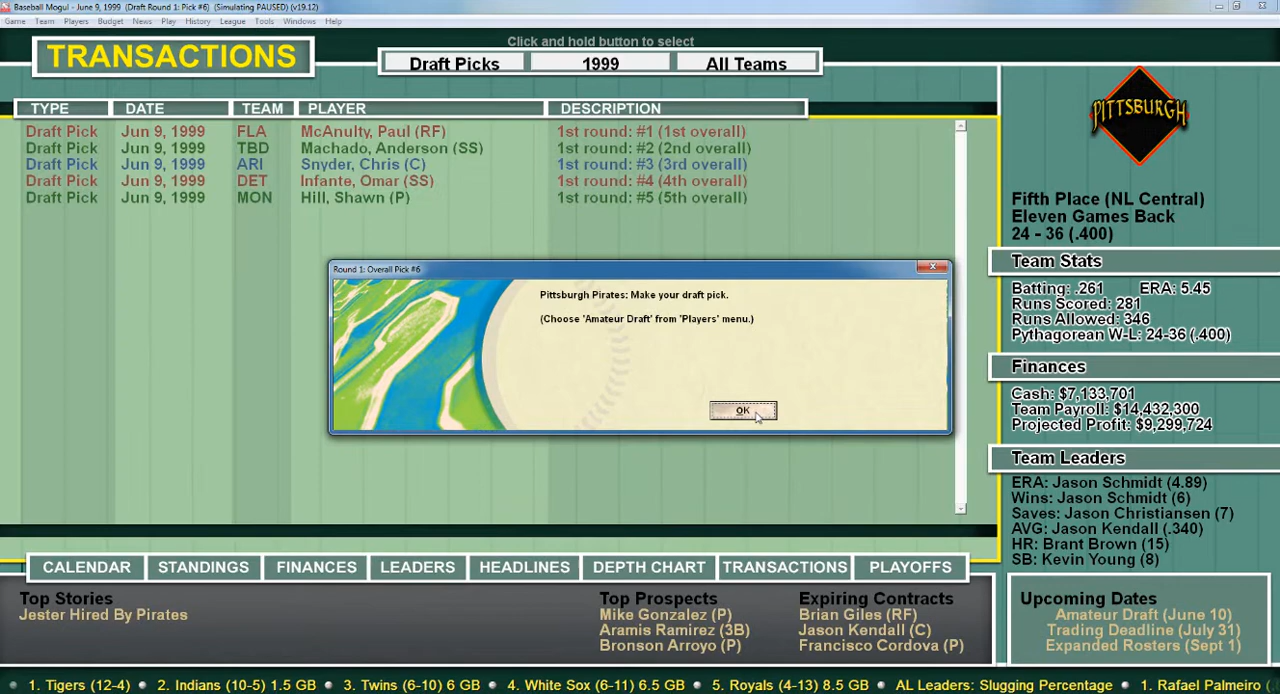 Baseball Mogul - June 9, 1999 (Draft Round 1: Pick #6) (Simulating PAUSED) (v19.12)
Game Team Players Budget News Play History League Tools Windows Help
TRANSACTIONS
Click and hold button to select
Draft Picks 1999 All Teams
TYPE DATE TEAM PLAYER DESCRIPTION
Draft Pick Jun 9, 1999 FLA McAnulty, Paul (RF) 1st round: #1 (1st overall)
Draft Pick Jun 9, 1999 TBD Machado, Anderson (SS) 1st round: #2 (2nd overall)
Draft Pick Jun 9, 1999 ARI Snyder, Chris (C) 1st round: #3 (3rd overall)
Draft Pick Jun 9, 1999 DET Infante, Omar (SS) 1st round: #4 (4th overall)
Draft Pick Jun 9, 1999 MON Hill, Shawn (P) 1st round: #5 (5th overall)
Round 1: Overall Pick #6
Pittsburgh Pirates: Make your draft pick.
(Choose 'Amateur Draft' from 'Players' menu.)
OK
PITTSBURGH
Fifth Place (NL Central)
Eleven Games Back
24 - 36 (.400)
Team Stats
Batting: .261 ERA: 5.45
Runs Scored: 281
Runs Allowed: 346
Pythagorean W-L: 24-36 (.400)
Finances
Cash: $7,133,701
Team Payroll: $14,432,300
Projected Profit: $9,299,724
Team Leaders
ERA: Jason Schmidt (4.89)
Wins: Jason Schmidt (6)
Saves: Jason Christiansen (7)
AVG: Jason Kendall (.340)
HR: Brant Brown (15)
SB: Kevin Young (8)
CALENDAR STANDINGS FINANCES LEADERS HEADLINES DEPTH CHART TRANSACTIONS PLAYOFFS
Top Stories
Jester Hired By Pirates
Top Prospects
Mike Gonzalez (P)
Aramis Ramirez (3B)
Bronson Arroyo (P)
Expiring Contracts
Brian Giles (RF)
Jason Kendall (C)
Francisco Cordova (P)
Upcoming Dates
Amateur Draft (June 10)
Trading Deadline (July 31)
Expanded Rosters (Sept 1)
1. Tigers (12-4) 2. Indians (10-5) 1.5 GB 3. Twins (6-10) 6 GB 4. White Sox (6-11) 6.5 GB 5. Royals (4-13) 8.5 GB AL Leaders: Slugging Percentage 1. Rafael Palmeiro (